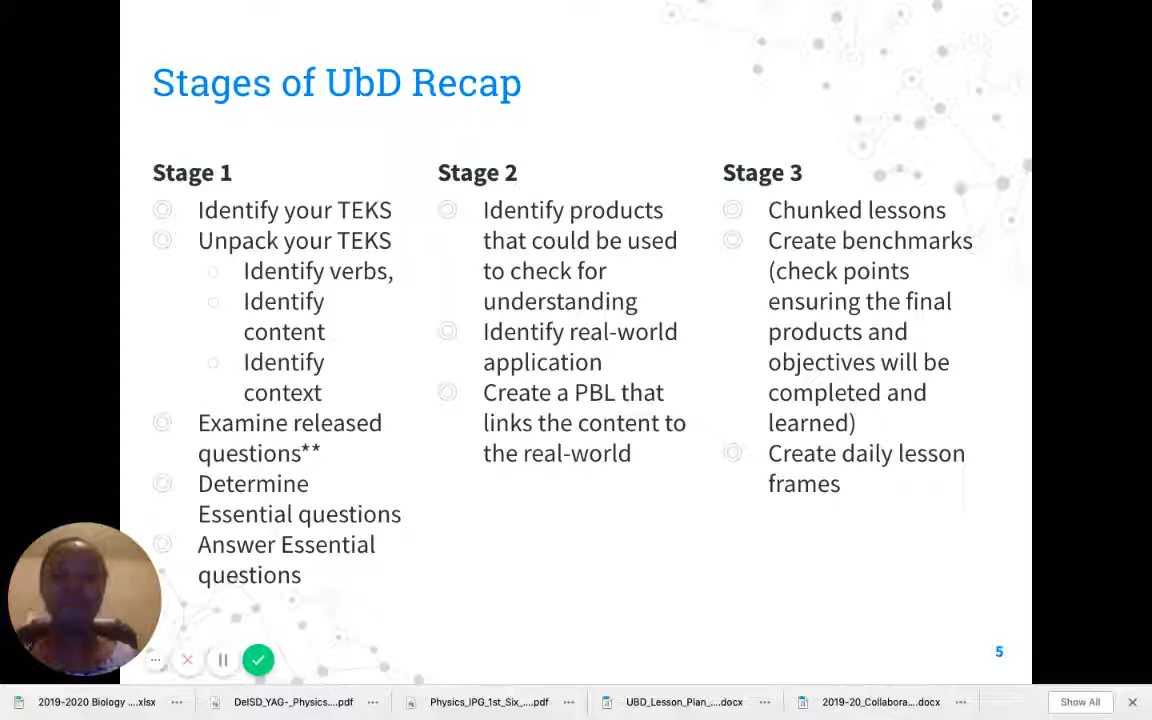 Stages of UbD Recap
Stage 1
Identify your TEKS
Unpack your TEKS
Identify verbs,
Identify
content
Identify
context
Examine released
questions**
Determine
Essential questions
Answer Essential
questions
Stage 2
Identify products
that could be used
to check for
understanding
Identify real-world
application
Create a PBL that
links the content to
the real-world
Stage 3
Chunked lessons
Create benchmarks
(check points
ensuring the final
products and
objectives will be
completed and
learned)
Create daily lesson
frames
5
2019-2020 Biology ....xlsx
DeISD_YAG-_Physics....pdf
Physics_IPG_1st_Six_....pdf
UBD_Lesson_Plan_....docx
2019-20_Collabora....docx
Show All